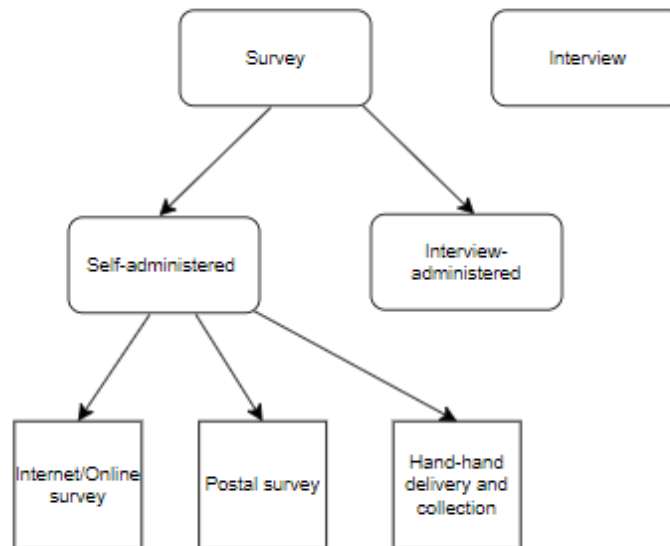 Survey
Interview
Self-administered
Interview-
administered
Internet/Online
survey
Postal survey
Hand-hand
delivery and
collection